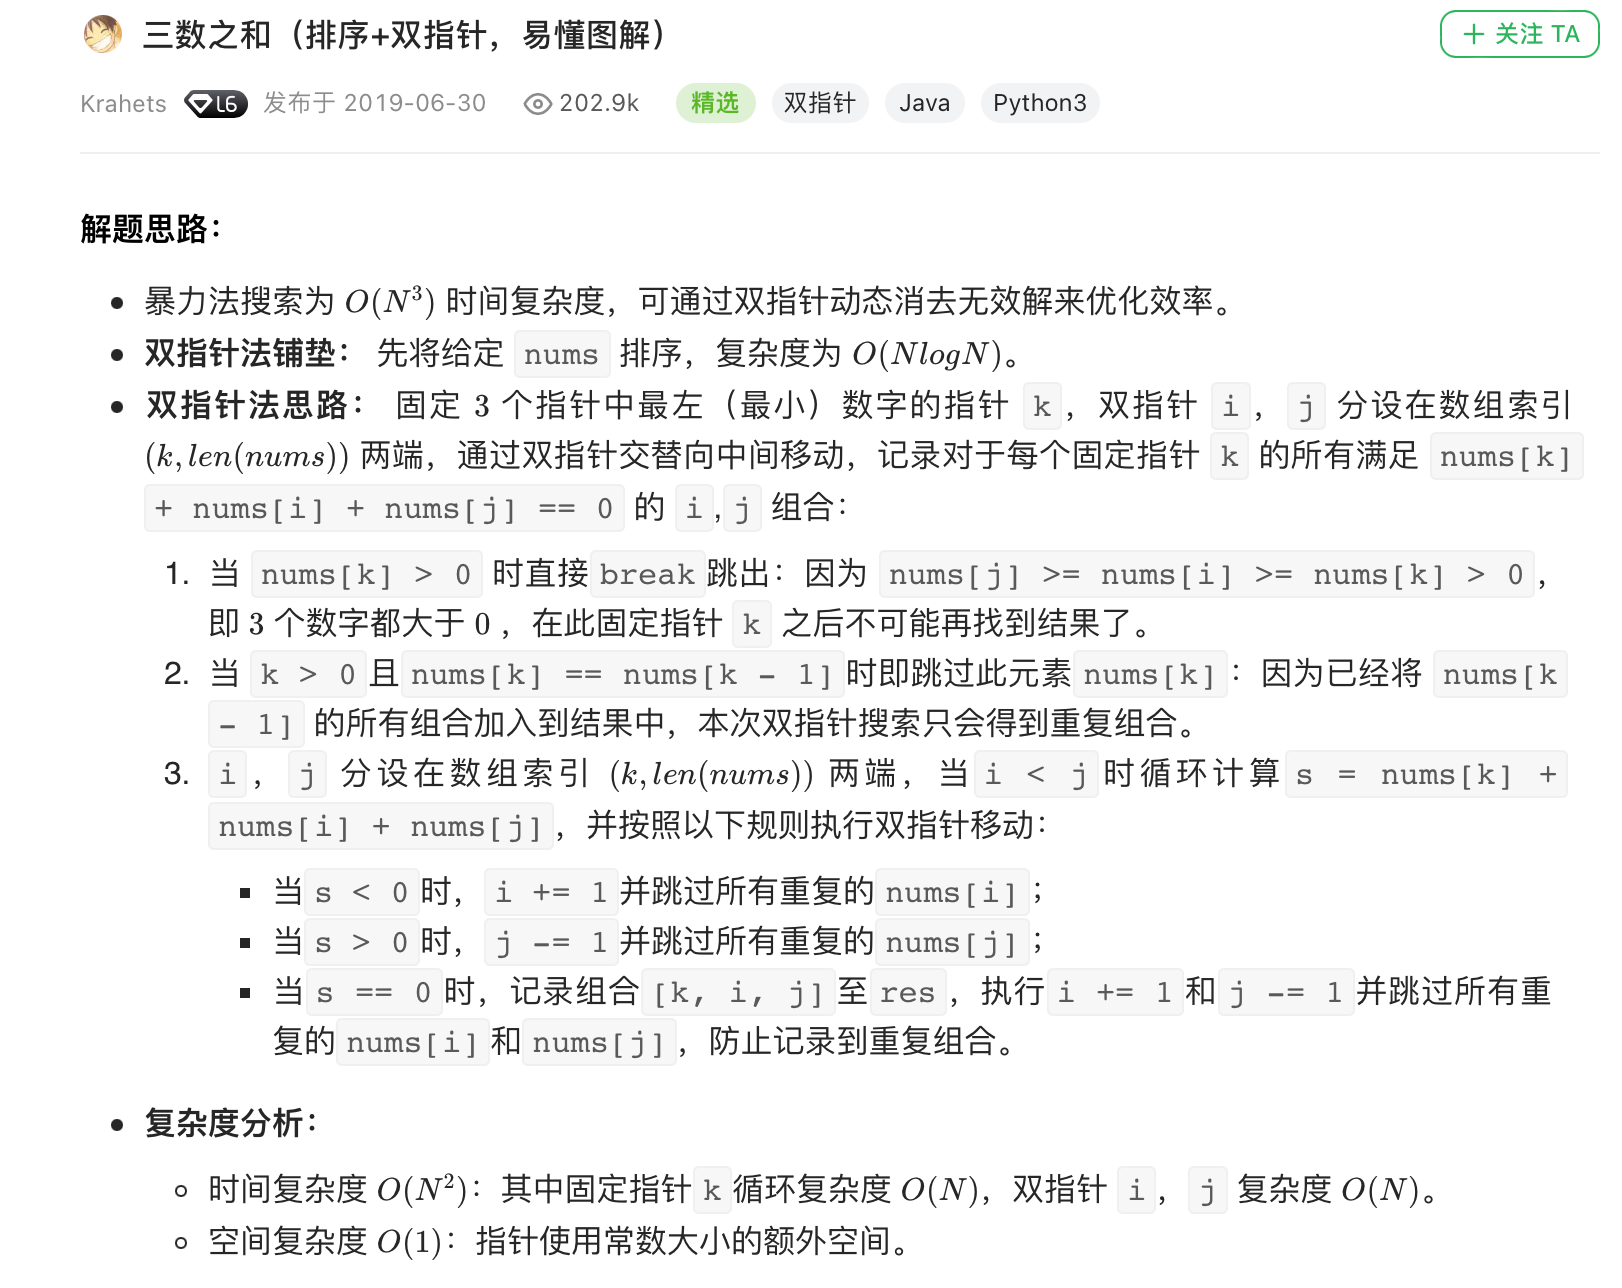 三数之和（排序+双指针，易懂图解）
+ 关注 TA
Krahets L6 发布于 2019-06-30 202.9k 精选 双指针 Java Python3
解题思路：
• 暴力法搜索为 O(N³) 时间复杂度，可通过双指针动态消去无效解来优化效率。
• 双指针法铺垫： 先将给定 nums 排序，复杂度为 O(NlogN)。
• 双指针法思路： 固定 3 个指针中最左（最小）数字的指针 k ，双指针 i ， j 分设在数组索引
(k, len(nums)) 两端，通过双指针交替向中间移动，记录对于每个固定指针 k 的所有满足 nums[k]
+ nums[i] + nums[j] == 0 的 i , j 组合：
1. 当 nums[k] > 0 时直接 break 跳出：因为 nums[j] >= nums[i] >= nums[k] > 0 ，
即 3 个数字都大于 0 ，在此固定指针 k 之后不可能再找到结果了。
2. 当 k > 0 且 nums[k] == nums[k - 1] 时即跳过此元素 nums[k] ：因为已经将 nums[k
- 1] 的所有组合加入到结果中，本次双指针搜索只会得到重复组合。
3. i ， j 分设在数组索引 (k, len(nums)) 两端，当 i < j 时循环计算 s = nums[k] +
nums[i] + nums[j] ，并按照以下规则执行双指针移动：
▪ 当 s < 0 时， i += 1 并跳过所有重复的 nums[i] ；
▪ 当 s > 0 时， j -= 1 并跳过所有重复的 nums[j] ；
▪ 当 s == 0 时，记录组合 [k, i, j] 至 res ，执行 i += 1 和 j -= 1 并跳过所有重
复的 nums[i] 和 nums[j] ，防止记录到重复组合。
• 复杂度分析：
◦ 时间复杂度 O(N²)：其中固定指针 k 循环复杂度 O(N)，双指针 i ， j 复杂度 O(N)。
◦ 空间复杂度 O(1)：指针使用常数大小的额外空间。